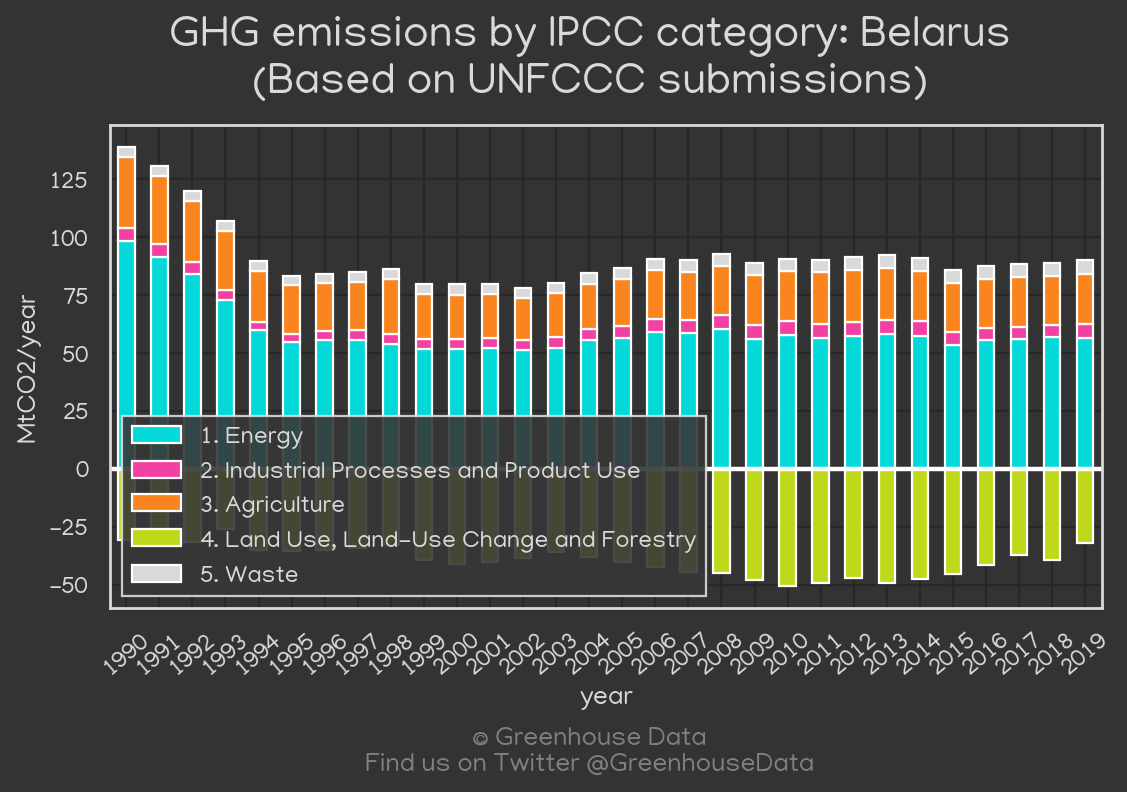 GHG emissions by IPCC category: Belarus
(Based on UNFCCC submissions)
MtCO2/year
125
100
75
50
25
0
−25
−50
1. Energy
2. Industrial Processes and Product Use
3. Agriculture
4. Land Use, Land-Use Change and Forestry
5. Waste
1990 1991 1992 1993 1994 1995 1996 1997 1998 1999 2000 2001 2002 2003 2004 2005 2006 2007 2008 2009 2010 2011 2012 2013 2014 2015 2016 2017 2018 2019
year
© Greenhouse Data
Find us on Twitter @GreenhouseData